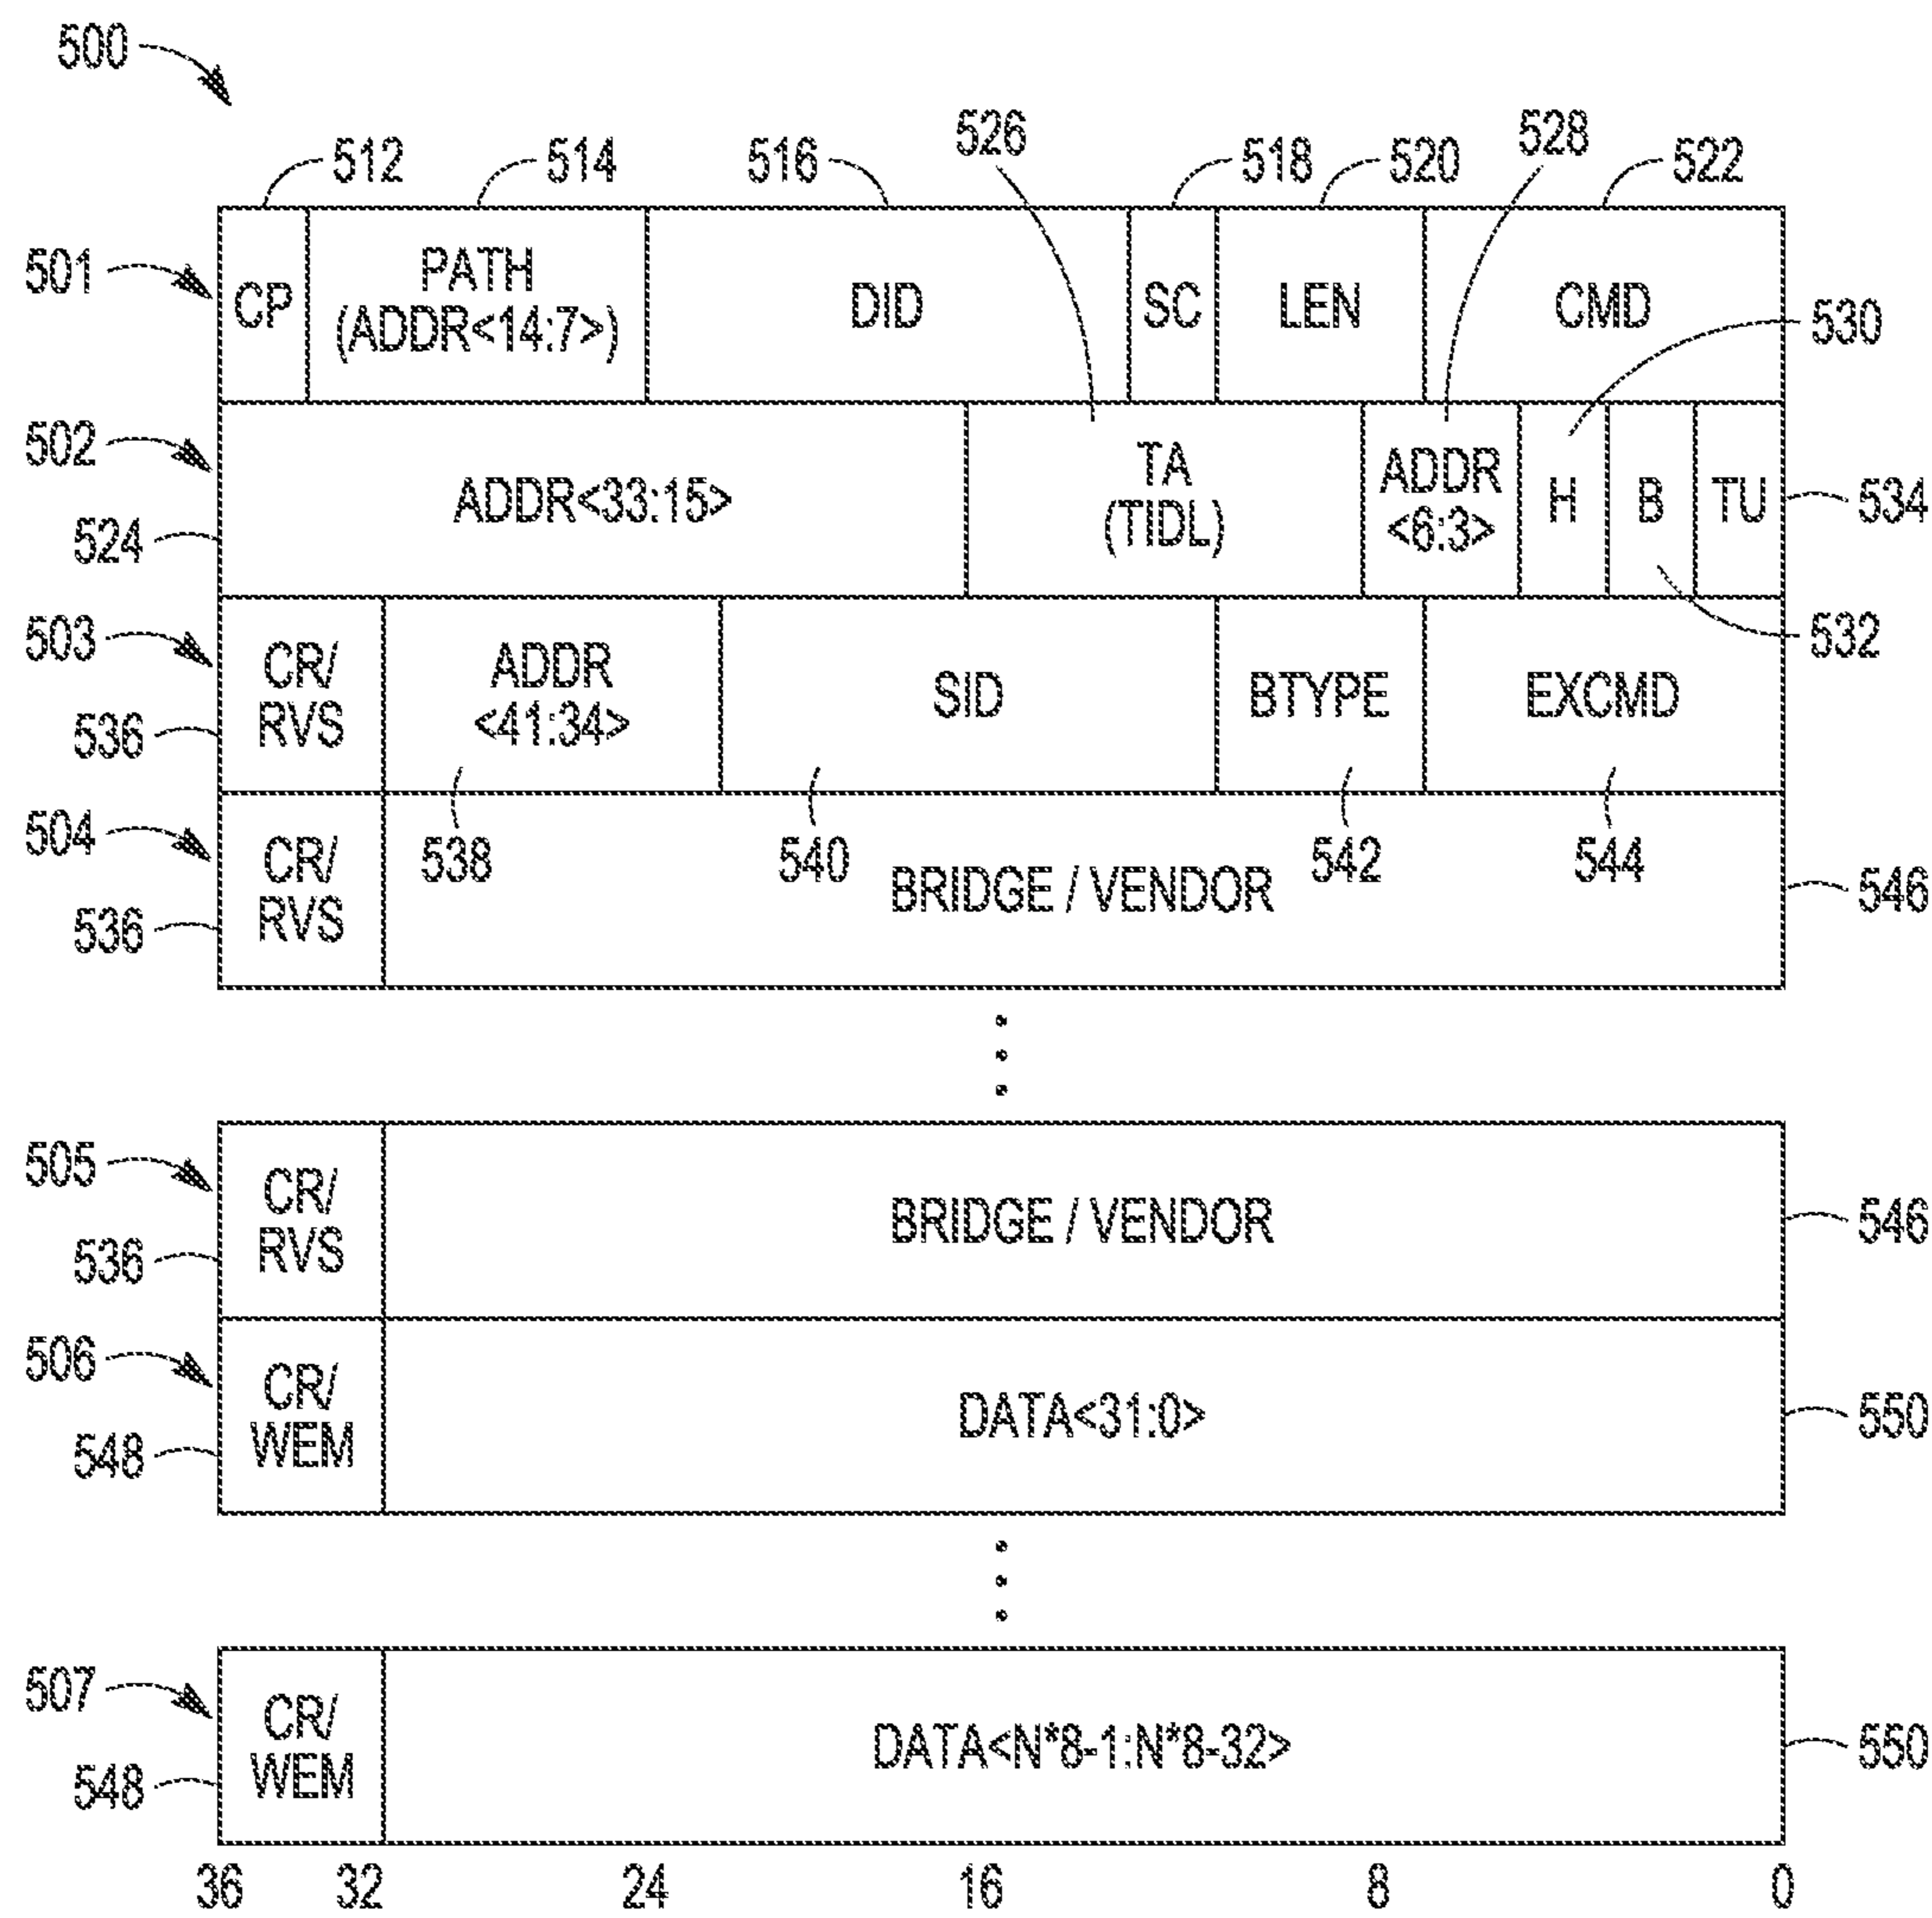 500
526
528
512
514
516
518
520
522
501
CP
PATH
(ADDR<14:7>)
DID
SC
LEN
CMD
530
502
524
ADDR<33:15>
TA
(TIDL)
ADDR
<6:3>
H
B
TU
534
532
503
536
CR/
RVS
ADDR
<41:34>
SID
BTYPE
EXCMD
538
540
542
544
504
536
CR/
RVS
BRIDGE / VENDOR
546
505
536
CR/
RVS
BRIDGE / VENDOR
546
506
548
CR/
WEM
DATA<31:0>
550
507
548
CR/
WEM
DATA<N*8-1:N*8-32>
550
36 32 24 16 8 0